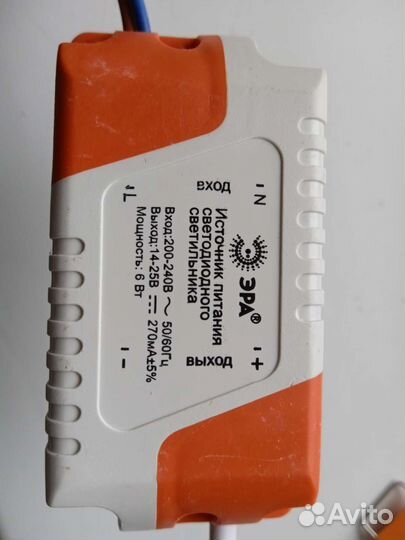 ЭРА®
Источник питания
светодиодного
светильника
Вход:200-240В ~ 50/60Гц
Выход:14-25В ⎓ 270мА±5%
Мощность: 6 Вт
ВХОД
N
L
ВЫХОД
+
-
Avito